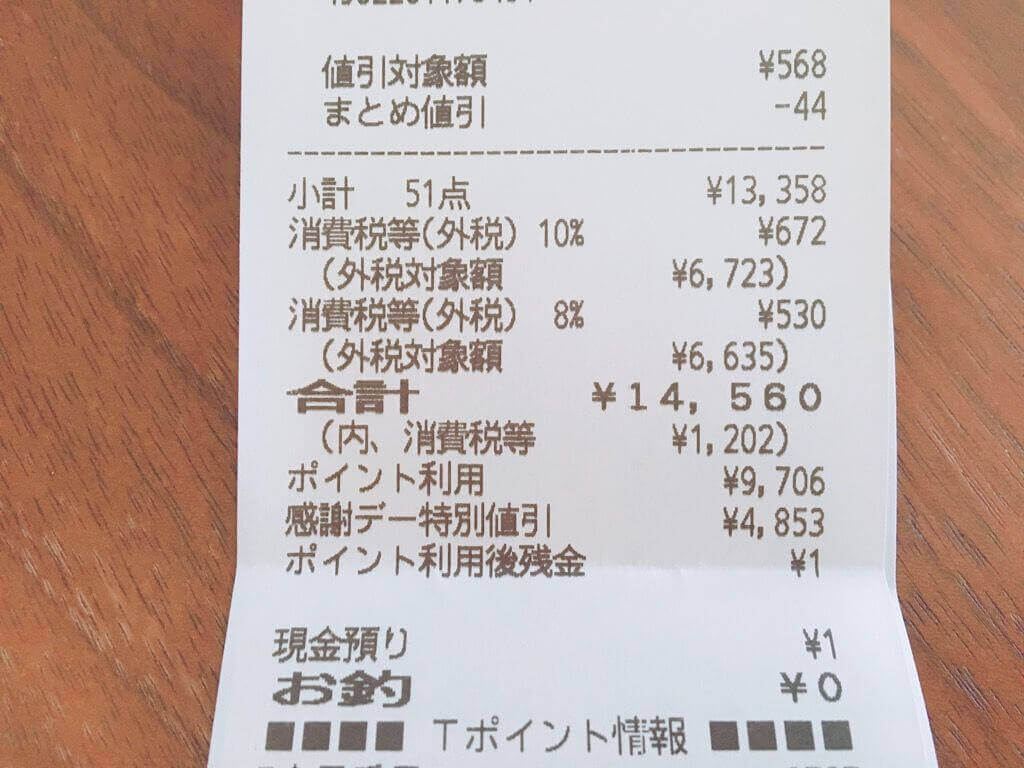 値引対象額 ¥568
まとめ値引 -44
小計 51点 ¥13,358
消費税等(外税) 10% ¥672
(外税対象額 ¥6,723)
消費税等(外税) 8% ¥530
(外税対象額 ¥6,635)
合計 ¥14,560
(内、消費税等 ¥1,202)
ポイント利用 ¥9,706
感謝デー特別値引 ¥4,853
ポイント利用後残金 ¥1
現金預り ¥1
お釣 ¥0
■■■■ Tポイント情報 ■■■■